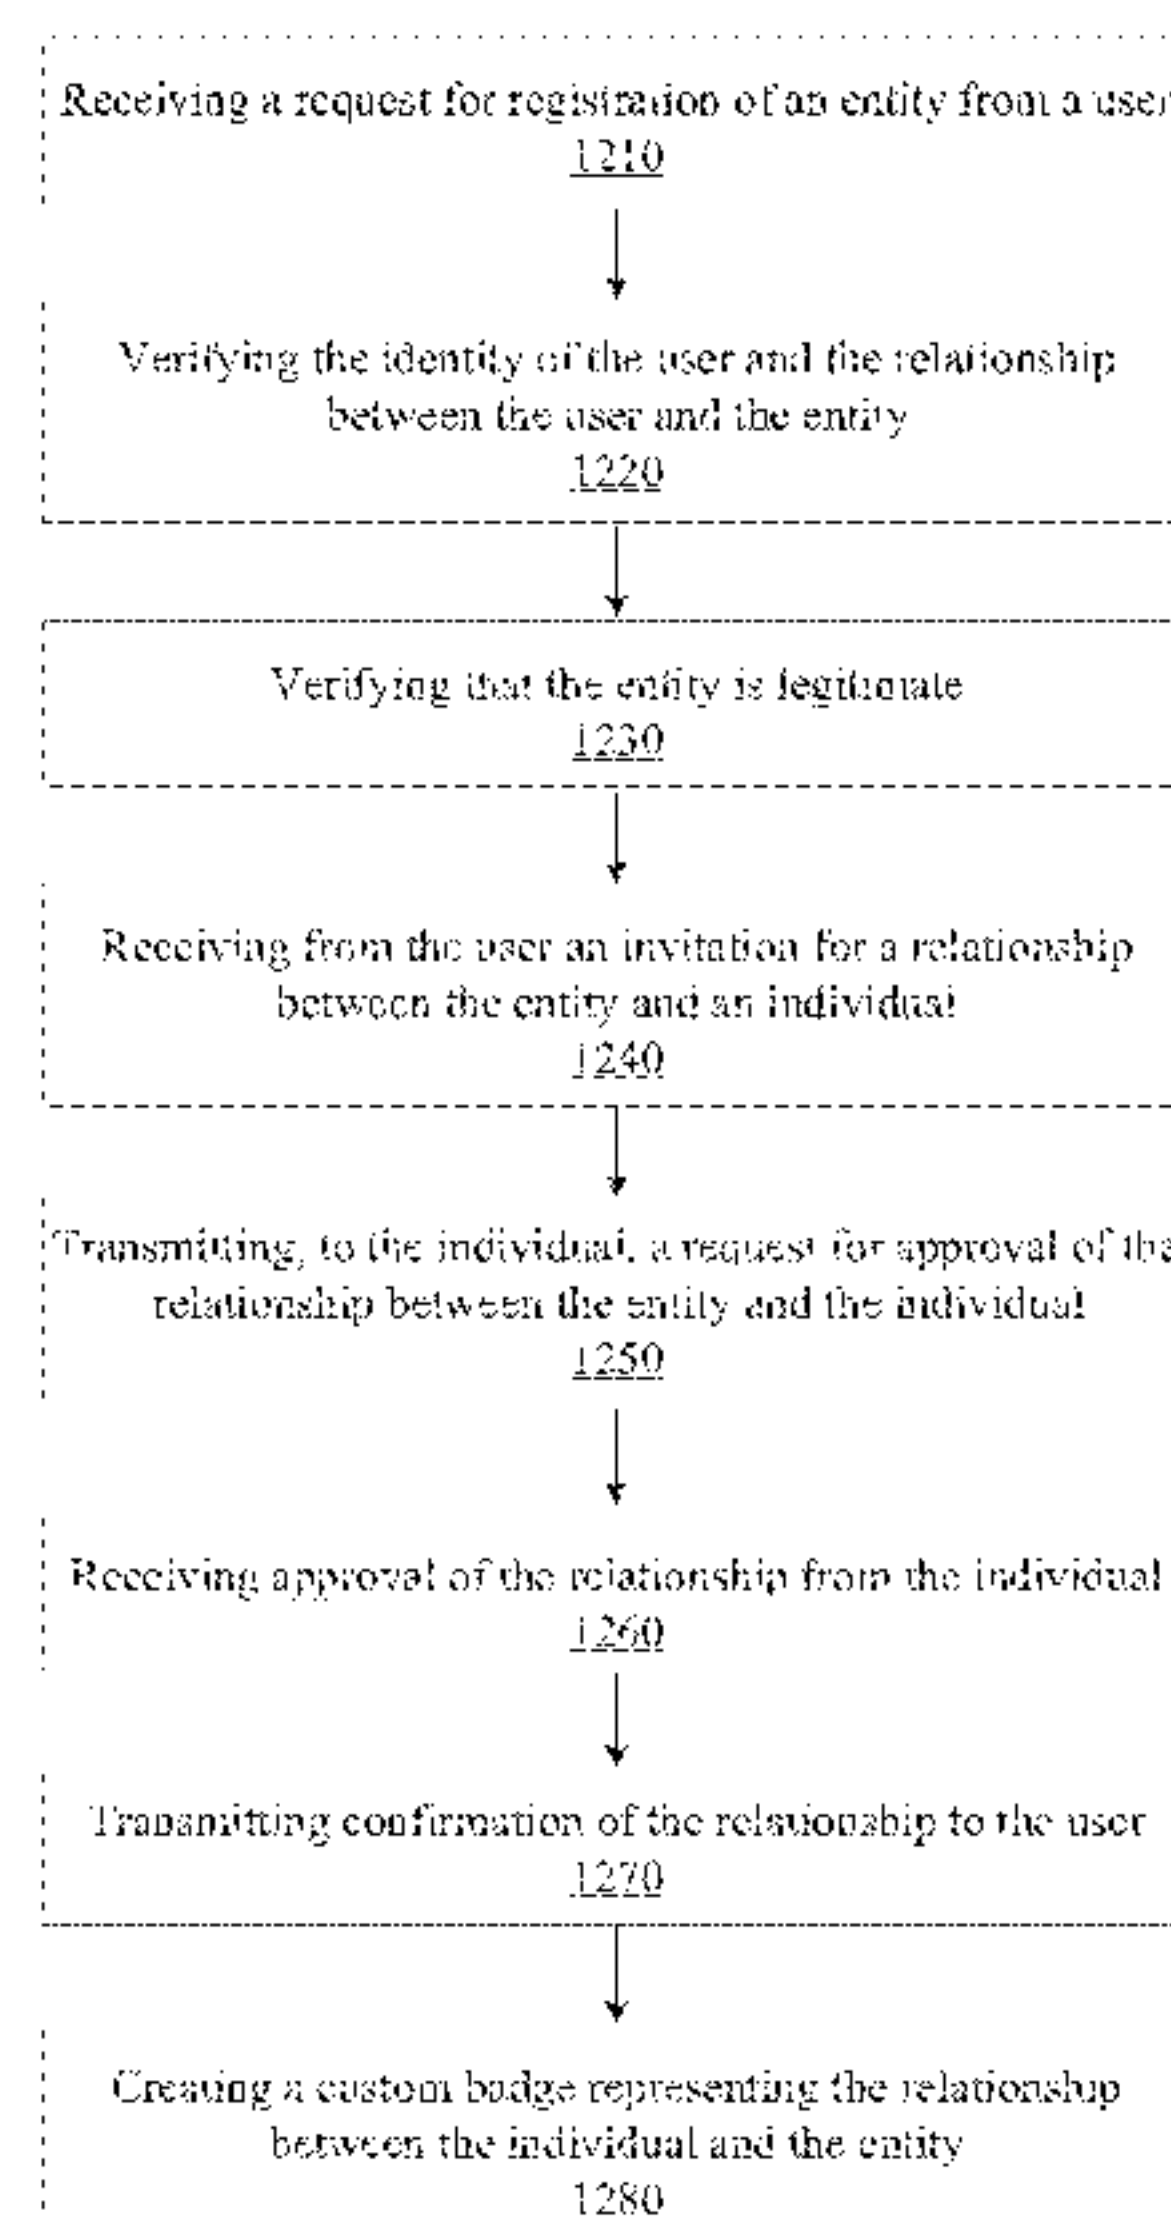 Receiving a request for registration of an entity from a user
1210
Verifying the identity of the user and the relationship
between the user and the entity
1220
Verifying that the entity is legitimate
1230
Receiving from the user an invitation for a relationship
between the entity and an individual
1240
Transmitting, to the individual, a request for approval of the
relationship between the entity and the individual
1250
Receiving approval of the relationship from the individual
1260
Transmitting confirmation of the relationship to the user
1270
Creating a custom badge representing the relationship
between the individual and the entity
1280